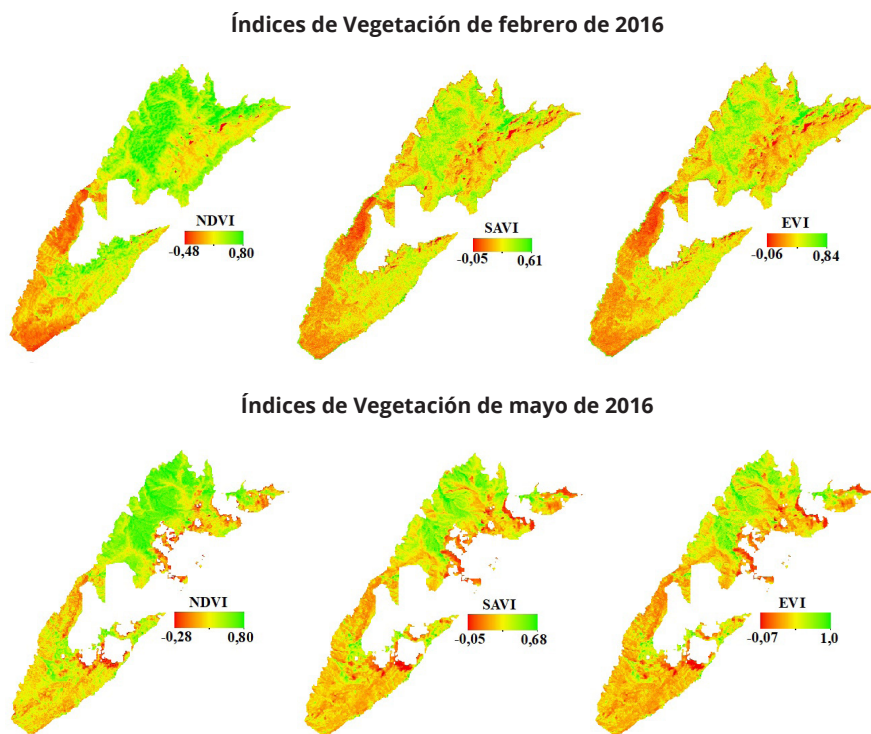 Índices de Vegetación de febrero de 2016
NDVI
-0,48 0,80
SAVI
-0,05 0,61
EVI
-0,06 0,84
Índices de Vegetación de mayo de 2016
NDVI
-0,28 0,80
SAVI
-0,05 0,68
EVI
-0,07 1,0